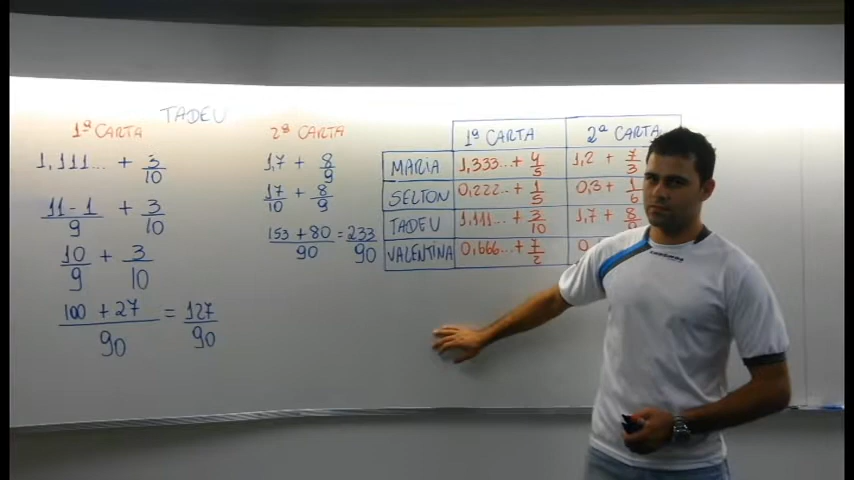 TADEU
1ª CARTA
1,111... + 3/10
11-1/9 + 3/10
10/9 + 3/10
100 + 27/90 = 127/90
2ª CARTA
1,7 + 8/9
17/10 + 8/9
153 + 80/90 = 233/90
1ª CARTA 2ª CARTA
MARIA 1,333...+ 4/5 1,2 + 7/3
SELTON 0,222...+ 1/5 0,3 + 1/6
TADEU 1,111...+ 3/10 1,7 + 8/9
VALENTINA 0,666...+ 7/2